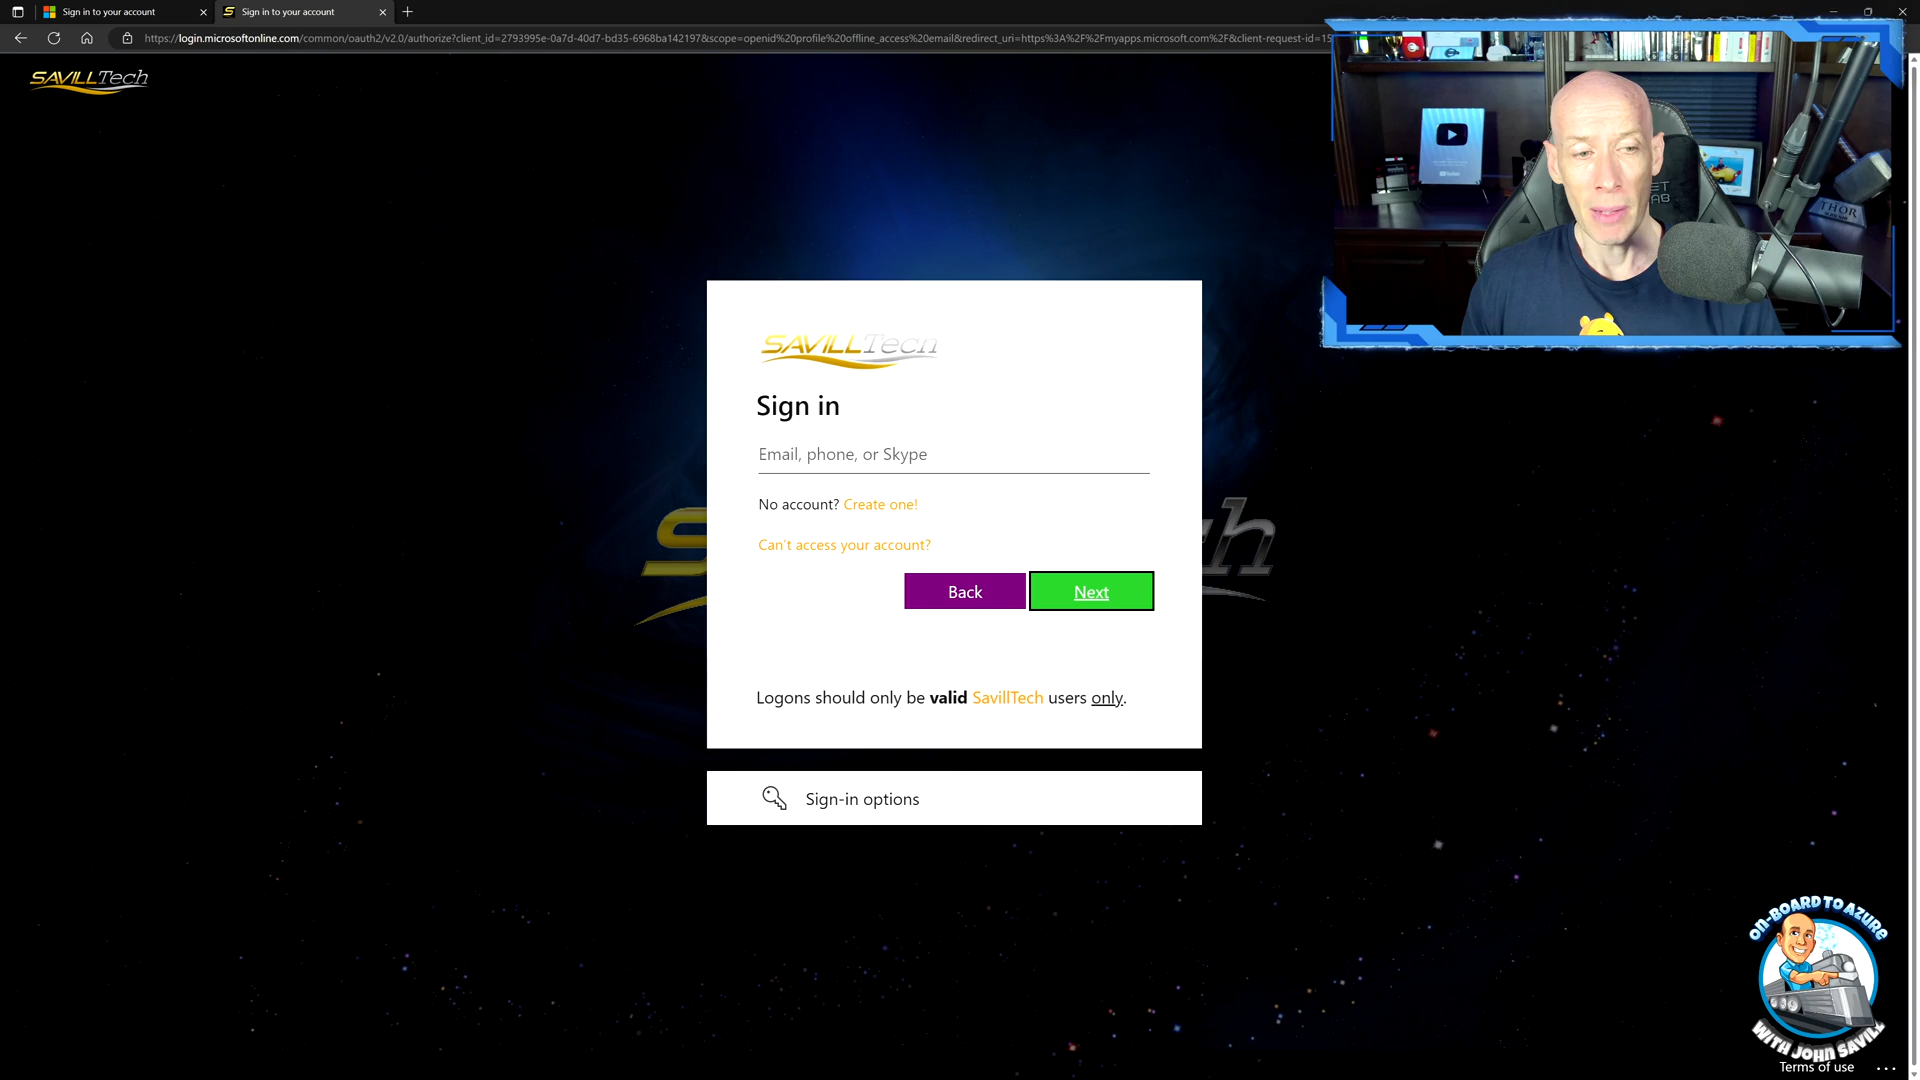 Sign in to your account
Sign in to your account
https://login.microsoftonline.com/common/oauth2/v2.0/authorize?client_id=2793995e-0a7d-40d7-bd35-6968ba142197&scope=openid%20profile%20offline_access%20email&redirect_uri=https%3A%2F%2Fmyapps.microsoft.com%2F&client-request-id=15
SAVILLTech
SAVILLTech
Sign in
Email, phone, or Skype
No account? Create one!
Can't access your account?
Back
Next
Logons should only be valid SavillTech users only.
Sign-in options
S
h
THOR
YouTube
ON-BOARD TO AZURE
WITH JOHN SAVILL
Terms of use
...